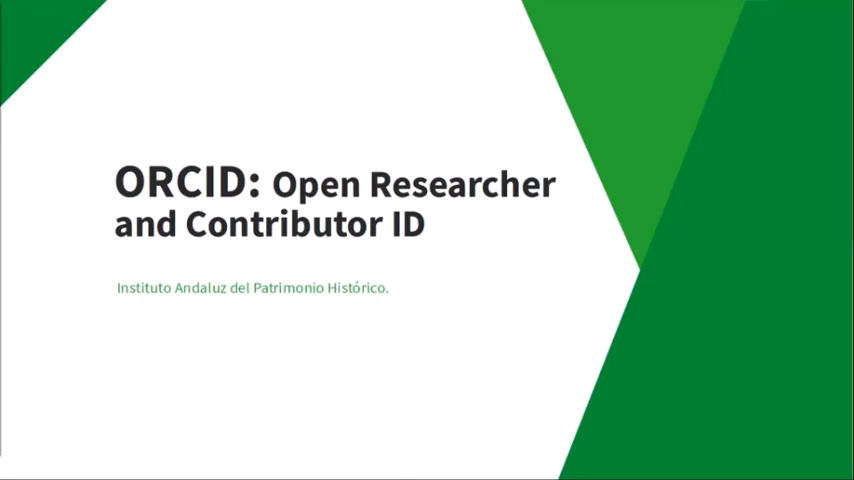 ORCID: Open Researcher
and Contributor ID
Instituto Andaluz del Patrimonio Histórico.